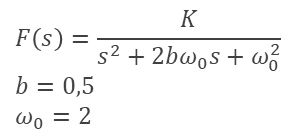 F(s) = K / (s² + 2bω₀s + ω₀²)
b = 0,5
ω₀ = 2